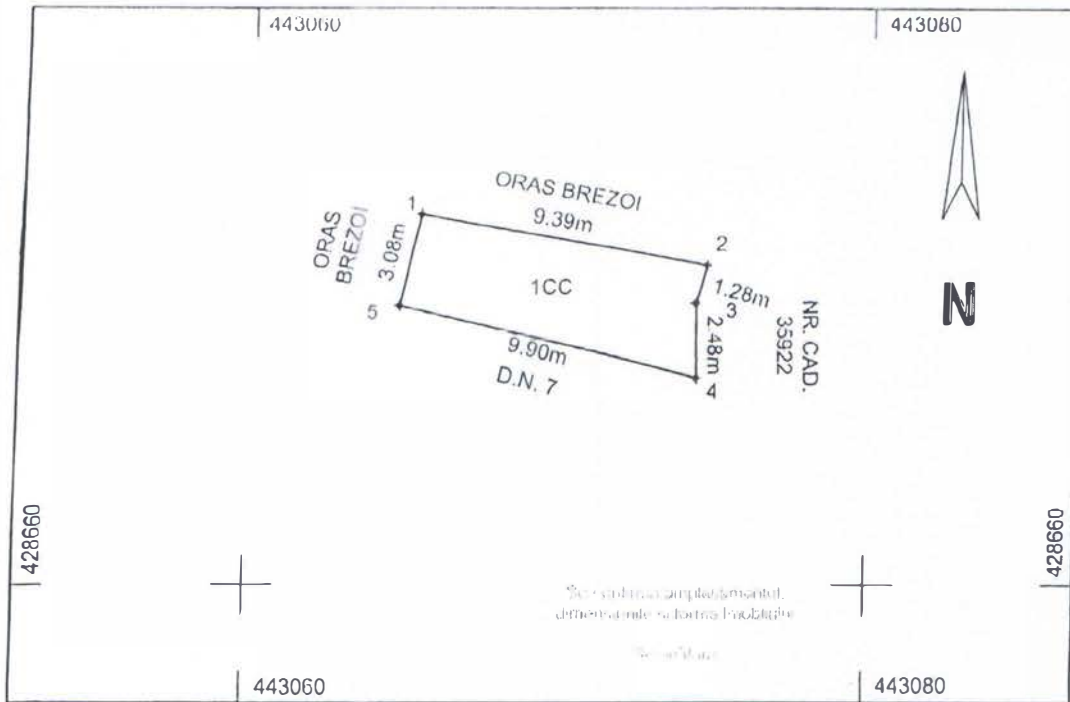 443060
443080
ORAS BREZOI
9.39m
1
2
ORAS
BREZOI
3.08m
1CC
1.28m
3
NR. CAD.
35922
N
5
2.48m
9.90m
D.N. 7
4
428660
428660
443060
443080